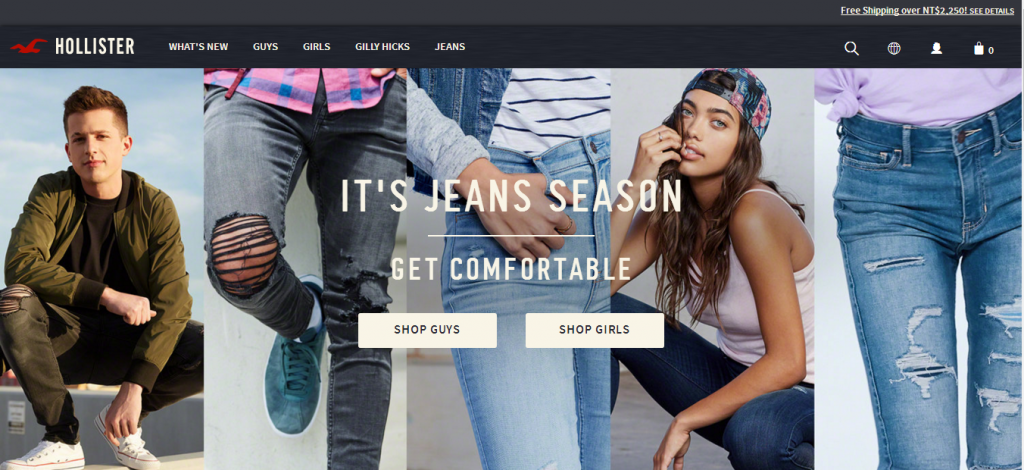 Free Shipping over NT$2,250! SEE DETAILS
HOLLISTER WHAT'S NEW GUYS GIRLS GILLY HICKS JEANS 0
IT'S JEANS SEASON
GET COMFORTABLE
SHOP GUYS SHOP GIRLS